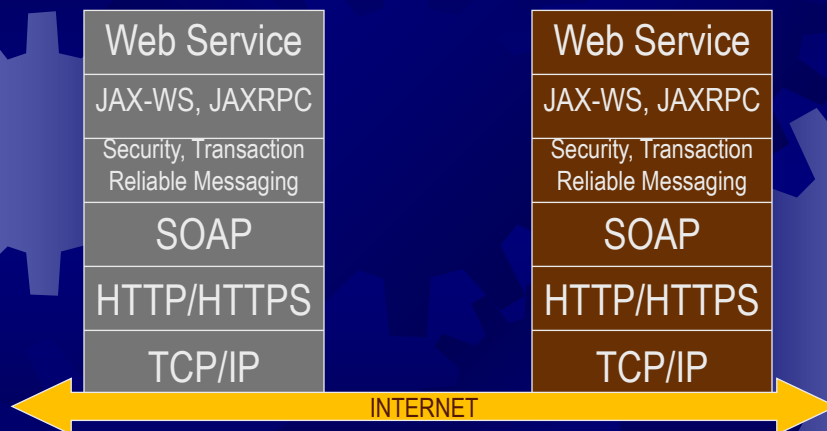 Web Service
JAX-WS, JAXRPC
Security, Transaction
Reliable Messaging
SOAP
HTTP/HTTPS
TCP/IP
Web Service
JAX-WS, JAXRPC
Security, Transaction
Reliable Messaging
SOAP
HTTP/HTTPS
TCP/IP
INTERNET